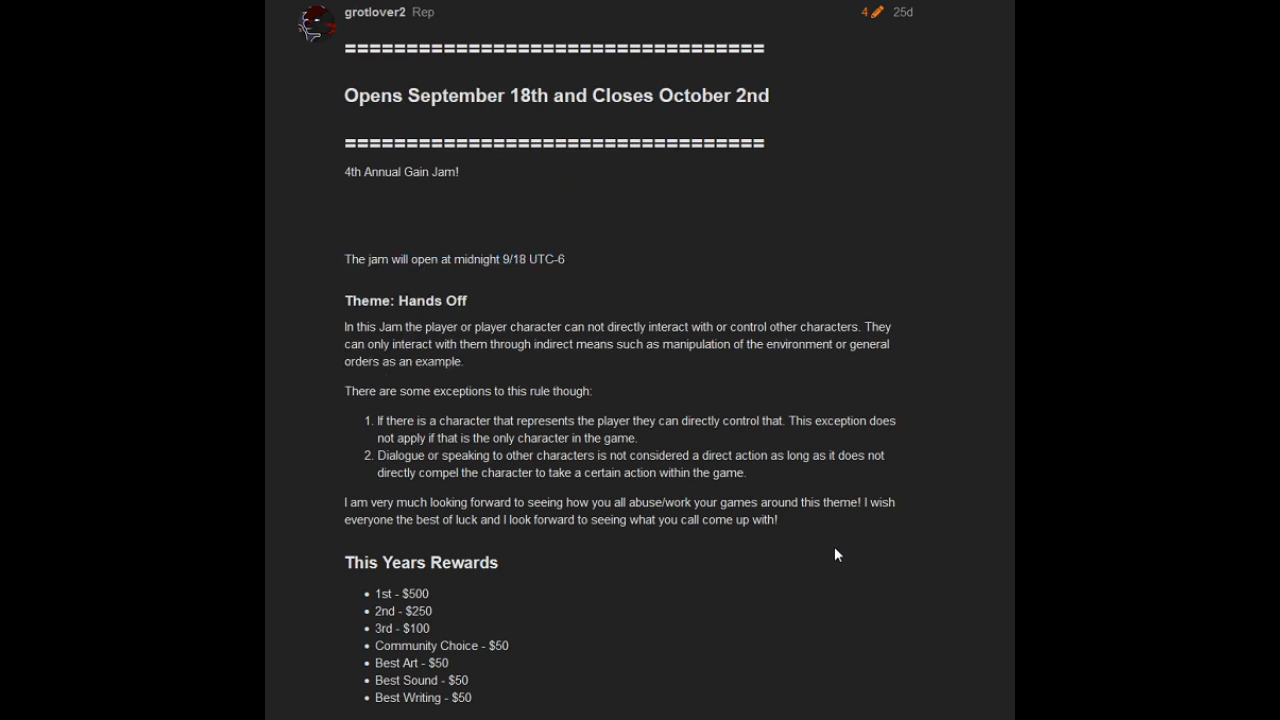 grotlover2 Rep 4 25d
==================================
Opens September 18th and Closes October 2nd
==================================
4th Annual Gain Jam!
The jam will open at midnight 9/18 UTC-6
Theme: Hands Off
In this Jam the player or player character can not directly interact with or control other characters. They
can only interact with them through indirect means such as manipulation of the environment or general
orders as an example.
There are some exceptions to this rule though:
1. If there is a character that represents the player they can directly control that. This exception does
not apply if that is the only character in the game.
2. Dialogue or speaking to other characters is not considered a direct action as long as it does not
directly compel the character to take a certain action within the game.
I am very much looking forward to seeing how you all abuse/work your games around this theme! I wish
everyone the best of luck and I look forward to seeing what you call come up with!
This Years Rewards
• 1st - $500
• 2nd - $250
• 3rd - $100
• Community Choice - $50
• Best Art - $50
• Best Sound - $50
• Best Writing - $50